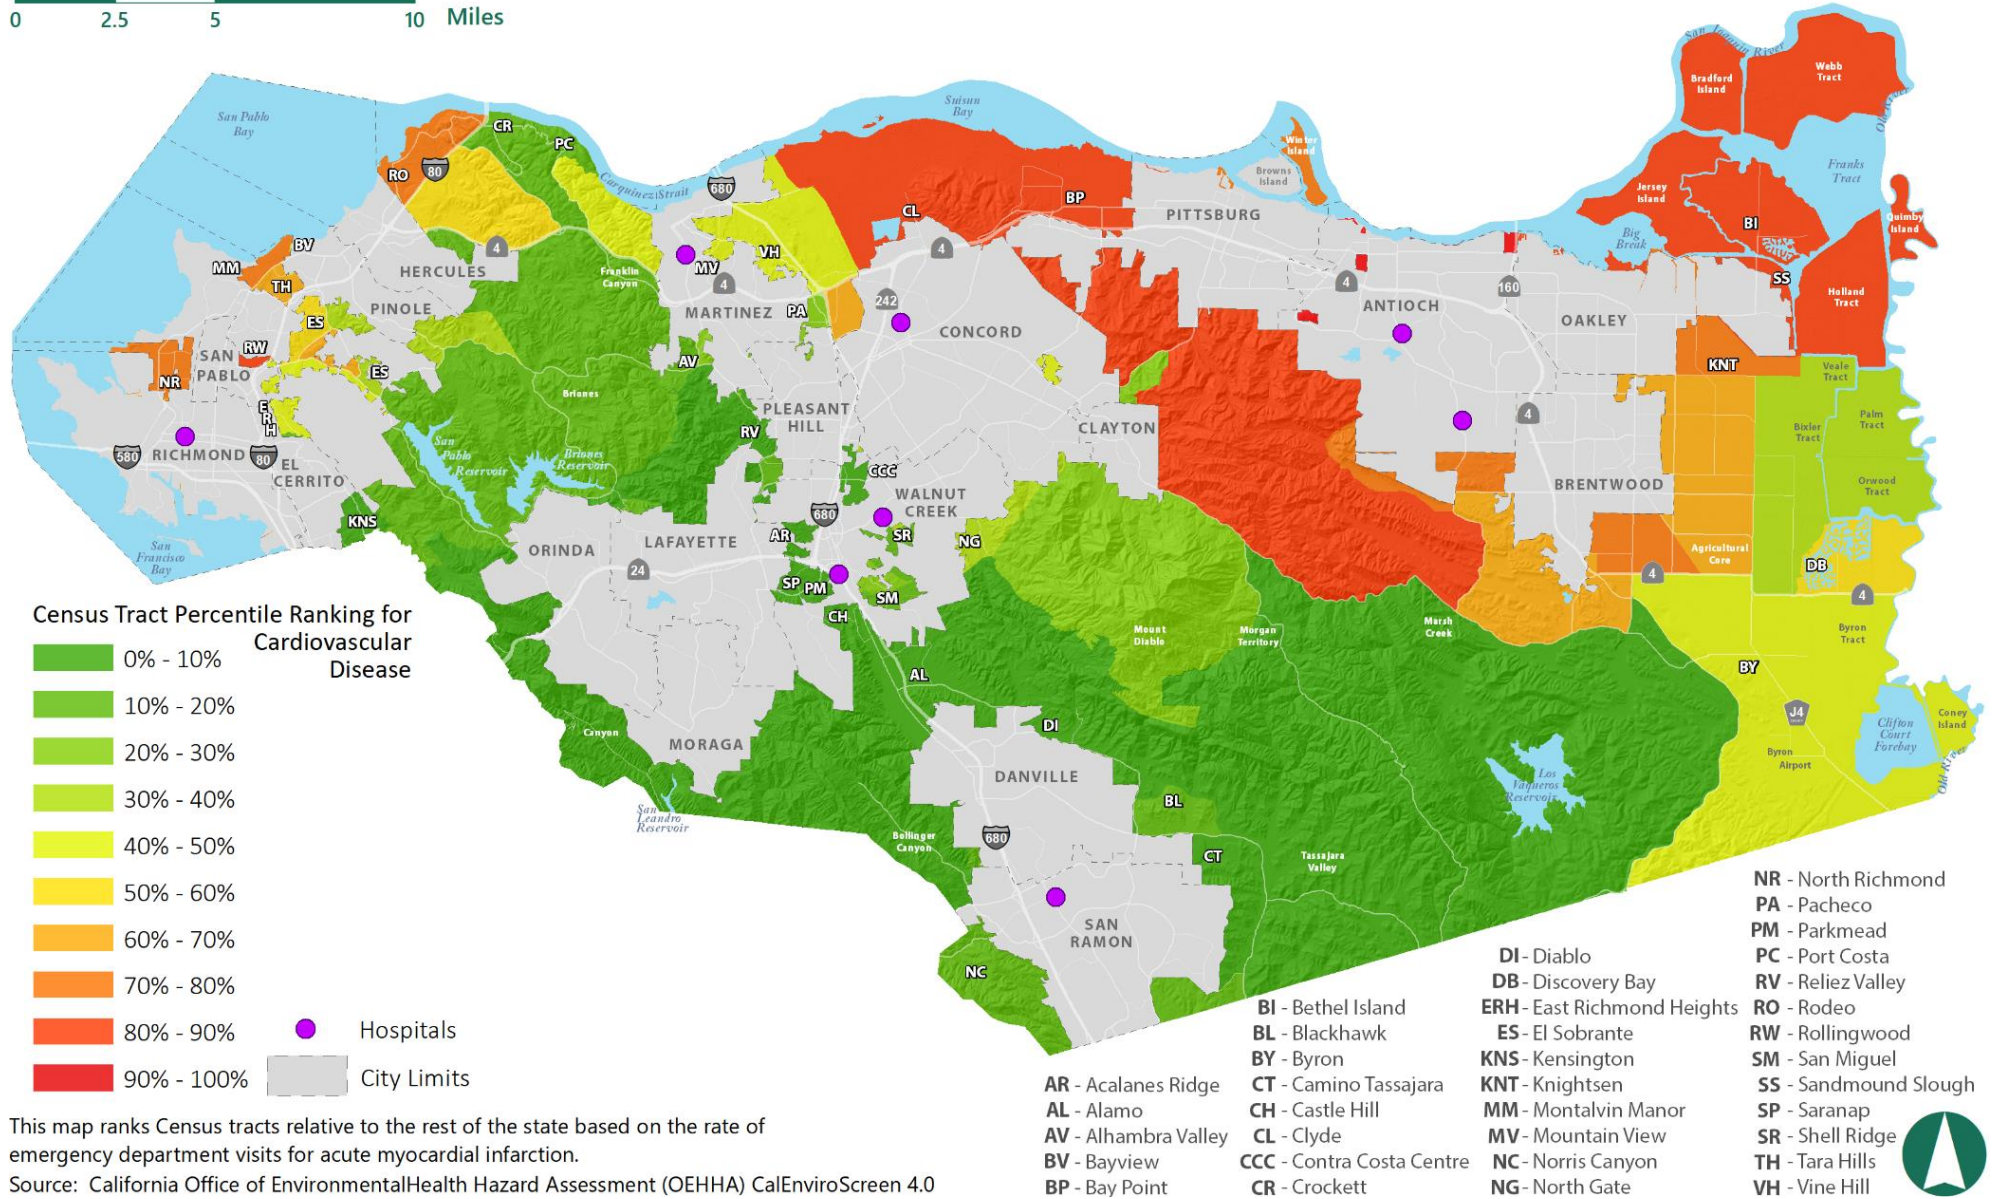 0 2.5 5 10 Miles
San Joaquin River
Bradford
Island
Webb
Tract
Old River
San Pablo
Bay
Suisun
Bay
CR
PC
RO
80
Carquinez Strait
680
Winter
Island
Browns
Island
Franks
Tract
Jersey
Island
BP
CL
PITTSBURG
BI
Quimby
Island
Big
Break
BV
MM
TH
4
HERCULES
Franklin
Canyon
MV
VH
4
4
4
160
SS
Holland
Tract
PINOLE
ES
MARTINEZ
PA
242
CONCORD
ANTIOCH
OAKLEY
RW
SAN
PABLO
NR
ES
AV
KNT
Veale
Tract
Briones
E
R
H
PLEASANT
HILL
RV
CLAYTON
4
Palm
Tract
Bixler
Tract
580
RICHMOND
80
EL
CERRITO
San
Pablo
Reservoir
Briones
Reservoir
CCC
WALNUT
CREEK
BRENTWOOD
Orwood
Tract
KNS
680
San
Francisco
Bay
ORINDA
LAFAYETTE
AR
SR
NG
24
SP
PM
SM
CH
Agricultural
Core
DB
4
4
Mount
Diablo
Morgan
Territory
Marsh
Creek
Byron
Tract
AL
BY
Canyon
MORAGA
DI
J4
Clifton
Court
Forebay
Coney
Island
Old River
Byron
Airport
DANVILLE
Los
Vaqueros
Reservoir
San
Leandro
Reservoir
BL
Bollinger
Canyon
680
CT
Tassajara
Valley
SAN
RAMON
NC
Census Tract Percentile Ranking for
Cardiovascular
Disease
0% - 10%
10% - 20%
20% - 30%
30% - 40%
40% - 50%
50% - 60%
60% - 70%
70% - 80%
80% - 90%
90% - 100%
Hospitals
City Limits
AR - Acalanes Ridge
AL - Alamo
AV - Alhambra Valley
BV - Bayview
BP - Bay Point
BI - Bethel Island
BL - Blackhawk
BY - Byron
CT - Camino Tassajara
CH - Castle Hill
CL - Clyde
CCC - Contra Costa Centre
CR - Crockett
DI - Diablo
DB - Discovery Bay
ERH - East Richmond Heights
ES - El Sobrante
KNS - Kensington
KNT - Knightsen
MM - Montalvin Manor
MV - Mountain View
NC - Norris Canyon
NG - North Gate
NR - North Richmond
PA - Pacheco
PM - Parkmead
PC - Port Costa
RV - Reliez Valley
RO - Rodeo
RW - Rollingwood
SM - San Miguel
SS - Sandmound Slough
SP - Saranap
SR - Shell Ridge
TH - Tara Hills
VH - Vine Hill
This map ranks Census tracts relative to the rest of the state based on the rate of
emergency department visits for acute myocardial infarction.
Source: California Office of EnvironmentalHealth Hazard Assessment (OEHHA) CalEnviroScreen 4.0